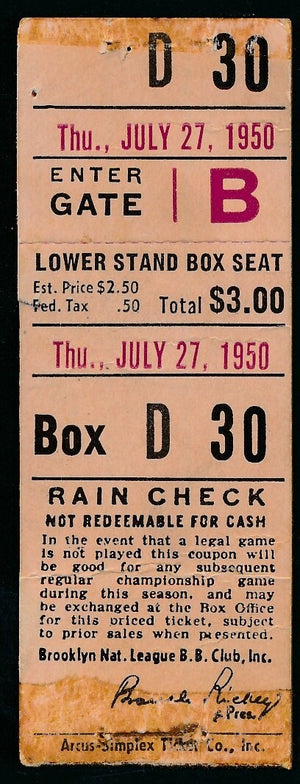 D 30
Thu., JULY 27, 1950
ENTER
GATE B
LOWER STAND BOX SEAT
Est. Price $2.50
Fed. Tax .50 Total $3.00
Thu., JULY 27, 1950
Box D 30
RAIN CHECK
NOT REDEEMABLE FOR CASH
In the event that a legal game
is not played this coupon will
be good for any subsequent
regular championship game
during this season, and may
be exchanged at the Box Office
for this priced ticket, subject
to prior sales when presented.
Brooklyn Nat. League B.B. Club, Inc.
Branch Rickey
Pres
Arcus-Simplex Ticket Co., Inc.